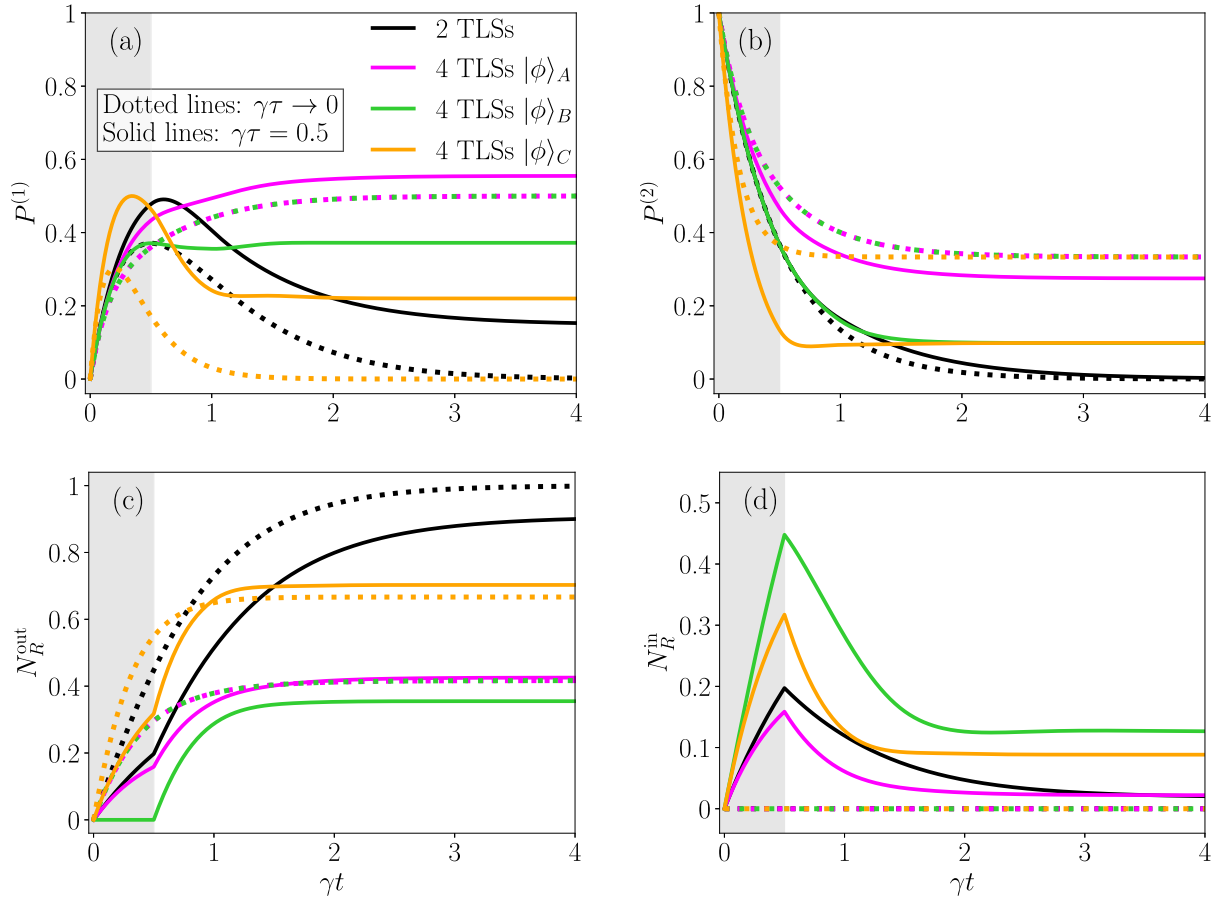 (a)
2 TLSs
4 TLSs |ϕ⟩_A
4 TLSs |ϕ⟩_B
4 TLSs |ϕ⟩_C
Dotted lines: γτ → 0
Solid lines: γτ = 0.5
P^(1)
1
0.8
0.6
0.4
0.2
0
0 1 2 3 4
(b)
P^(2)
1
0.8
0.6
0.4
0.2
0
0 1 2 3 4
(c)
N_R^out
1
0.8
0.6
0.4
0.2
0
0 1 2 3 4
γt
(d)
N_R^in
0.5
0.4
0.3
0.2
0.1
0
0 1 2 3 4
γt